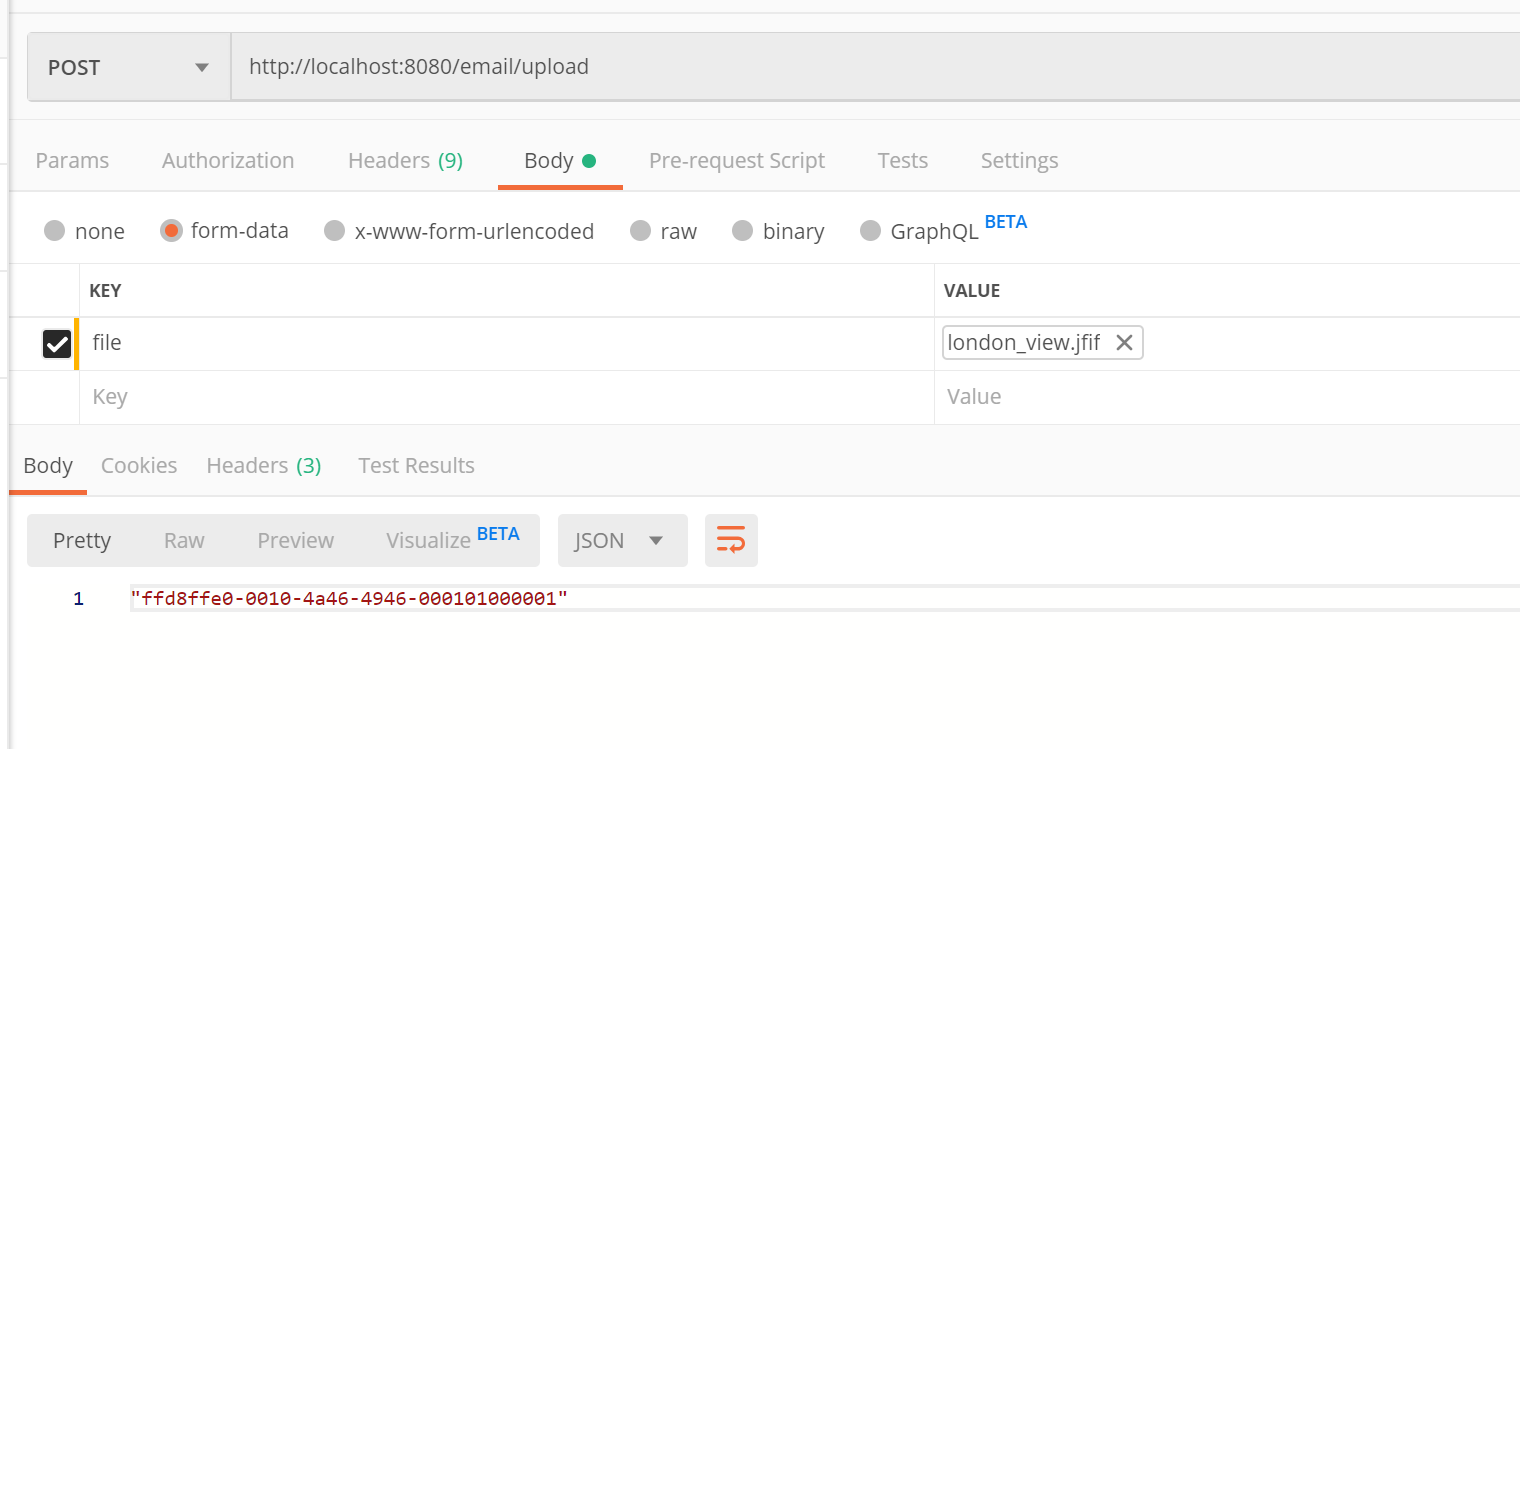 POST http://localhost:8080/email/upload
Params Authorization Headers (9) Body Pre-request Script Tests Settings
none form-data x-www-form-urlencoded raw binary GraphQL BETA
KEY VALUE
file london_view.jfif
Key Value
Body Cookies Headers (3) Test Results
Pretty Raw Preview Visualize BETA JSON
1 "ffd8ffe0-0010-4a46-4946-000101000001"